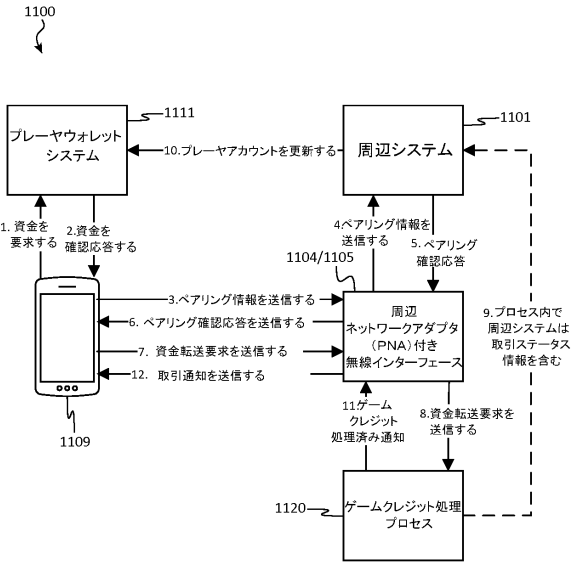 1100
1111
プレーヤウォレット
システム
1101
周辺システム
10.プレーヤアカウントを更新する
1. 資金を
要求する
2.資金を
確認応答する
4ペアリング情報を
送信する
5. ペアリング
確認応答
1104/1105
3.ペアリング情報を送信する
6. ペアリング確認応答を送信する
7. 資金転送要求を送信する
12. 取引通知を送信する
周辺
ネットワークアダプタ
(PNA)付き
無線インターフェース
9.プロセス内で
周辺システムは
取引ステータス
情報を含む
1109
11ゲーム
クレジット
処理済み通知
8.資金転送要求を
送信する
1120
ゲームクレジット処理
プロセス